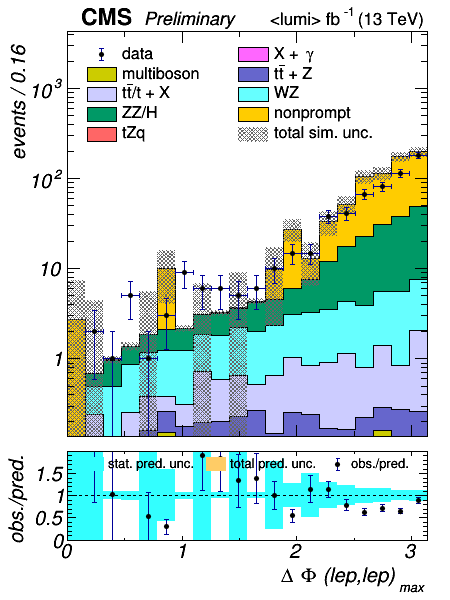 CMS Preliminary <lumi> fb⁻¹ (13 TeV)
events / 0.16
10³
10²
10
1
data
X + γ
multiboson
tt̄ + Z
tt̄/t + X
WZ
ZZ/H
nonprompt
tZq
total sim. unc.
obs./pred.
1.5
1
0.5
0
stat. pred. unc.
total pred. unc.
obs./pred.
0 1 2 3
Δ Φ (lep,lep) max